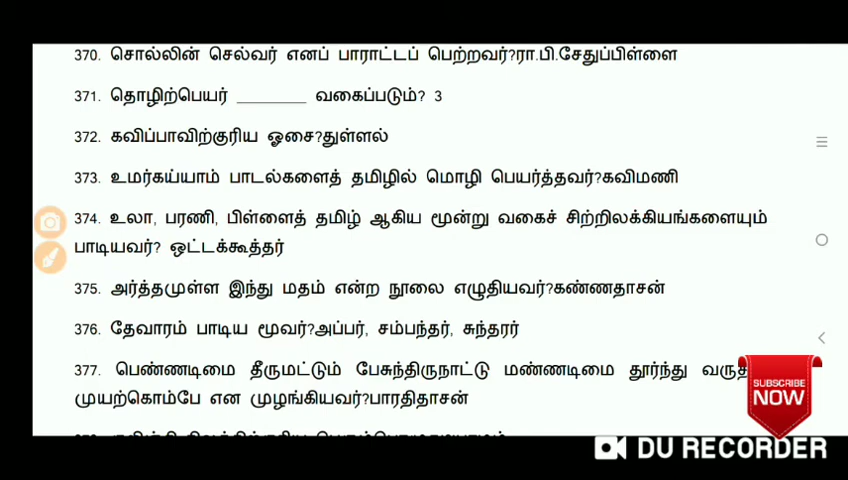 370. சொல்லின் செல்வர் எனப் பாராட்டப் பெற்றவர்?ரா.பி.சேதுப்பிள்ளை
371. தொழிற்பெயர் ________ வகைப்படும்? 3
372. கவிப்பாவிற்குரிய ஓசை?துள்ளல்
373. உமர்கய்யாம் பாடல்களைத் தமிழில் மொழி பெயர்த்தவர்?கவிமணி
374. உலா, பரணி, பிள்ளைத் தமிழ் ஆகிய மூன்று வகைச் சிற்றிலக்கியங்களையும்
பாடியவர்? ஒட்டக்கூத்தர்
375. அர்த்தமுள்ள இந்து மதம் என்ற நூலை எழுதியவர்?கண்ணதாசன்
376. தேவாரம் பாடிய மூவர்?அப்பர், சம்பந்தர், சுந்தரர்
377. பெண்ணடிமை தீருமட்டும் பேசுந்திருநாட்டு மண்ணடிமை தூர்ந்து
முயற்கொம்பே என முழங்கியவர்?பாரதிதாசன்
SUBSCRIBE
NOW
DU RECORDER